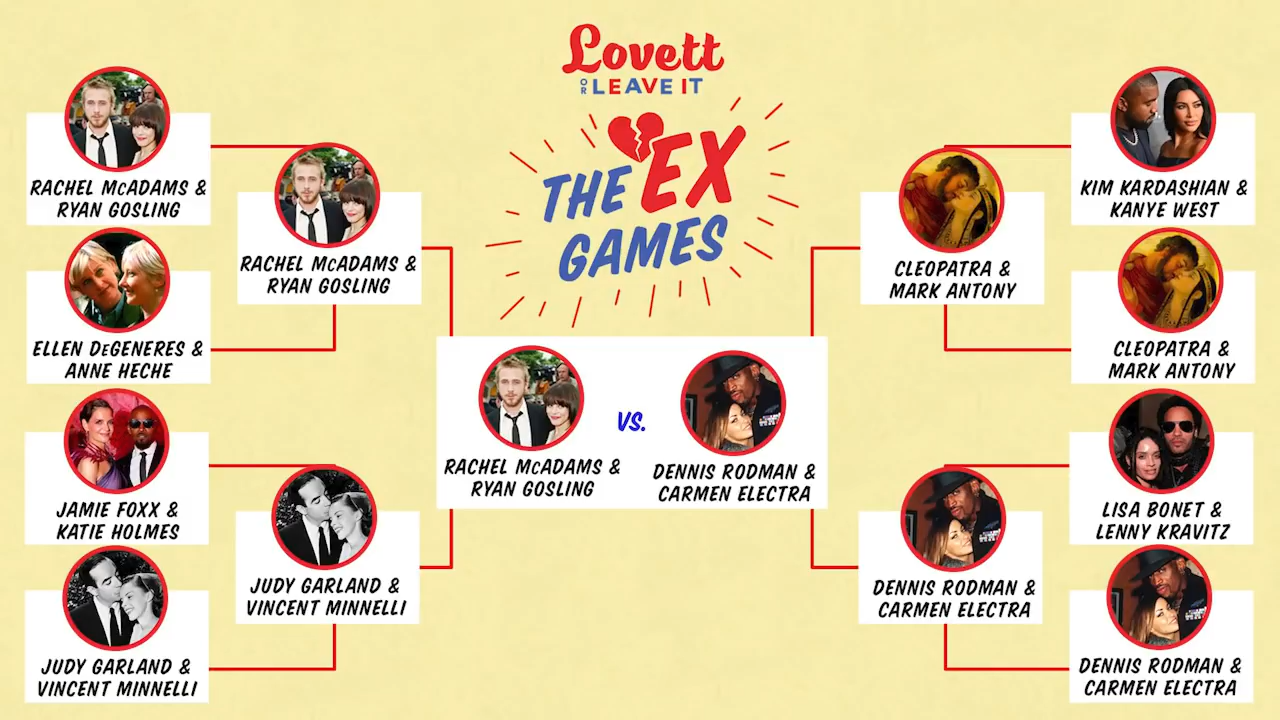 Lovett
OR LEAVE IT
THE EX
GAMES
RACHEL McADAMS &
RYAN GOSLING
ELLEN DeGENERES &
ANNE HECHE
JAMIE FOXX &
KATIE HOLMES
JUDY GARLAND &
VINCENT MINNELLI
RACHEL McADAMS &
RYAN GOSLING
JUDY GARLAND &
VINCENT MINNELLI
RACHEL McADAMS &
RYAN GOSLING
VS.
DENNIS RODMAN &
CARMEN ELECTRA
CLEOPATRA &
MARK ANTONY
DENNIS RODMAN &
CARMEN ELECTRA
KIM KARDASHIAN &
KANYE WEST
CLEOPATRA &
MARK ANTONY
LISA BONET &
LENNY KRAVITZ
DENNIS RODMAN &
CARMEN ELECTRA